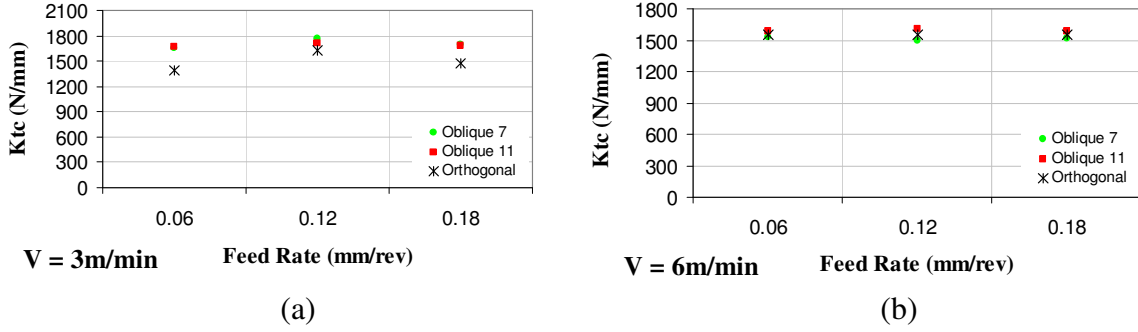 2100
1800
1500
1200
900
600
300
0
Ktc (N/mm)
Oblique 7
Oblique 11
Orthogonal
0.06 0.12 0.18
V = 3m/min Feed Rate (mm/rev)
(a)
1800
1500
1200
900
600
300
0
Ktc (N/mm)
Oblique 7
Oblique 11
Orthogonal
0.06 0.12 0.18
V = 6m/min Feed Rate (mm/rev)
(b)